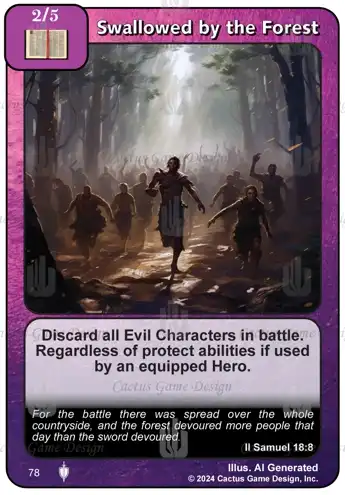 2/5
Swallowed by the Forest
Discard all Evil Characters in battle.
Regardless of protect abilities if used
by an equipped Hero.
Cactus Game Design
For the battle there was spread over the whole
countryside, and the forest devoured more people that
day than the sword devoured.
II Samuel 18:8
78
Illus. AI Generated
© 2024 Cactus Game Design, Inc.